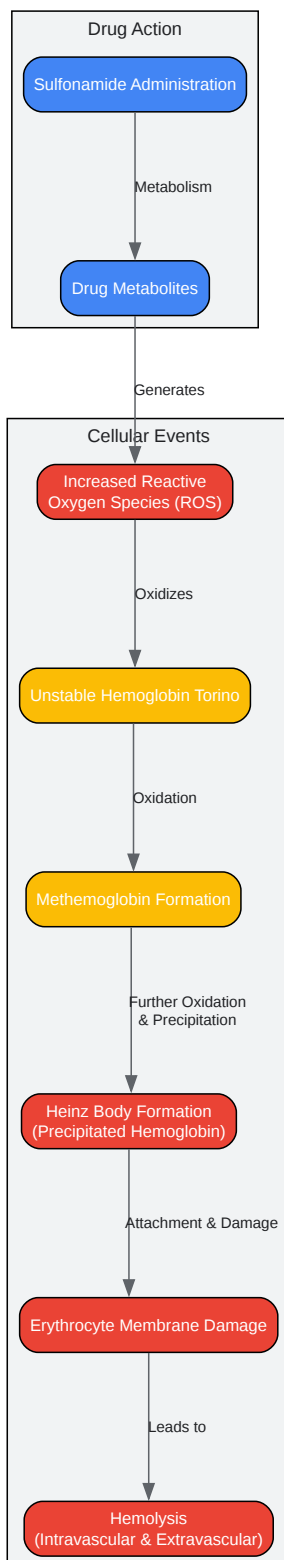 Drug Action
Sulfonamide Administration
Metabolism
Drug Metabolites
Generates
Cellular Events
Increased Reactive
Oxygen Species (ROS)
Oxidizes
Unstable Hemoglobin Torino
Oxidation
Methemoglobin Formation
Further Oxidation
& Precipitation
Heinz Body Formation
(Precipitated Hemoglobin)
Attachment & Damage
Erythrocyte Membrane Damage
Leads to
Hemolysis
(Intravascular & Extravascular)